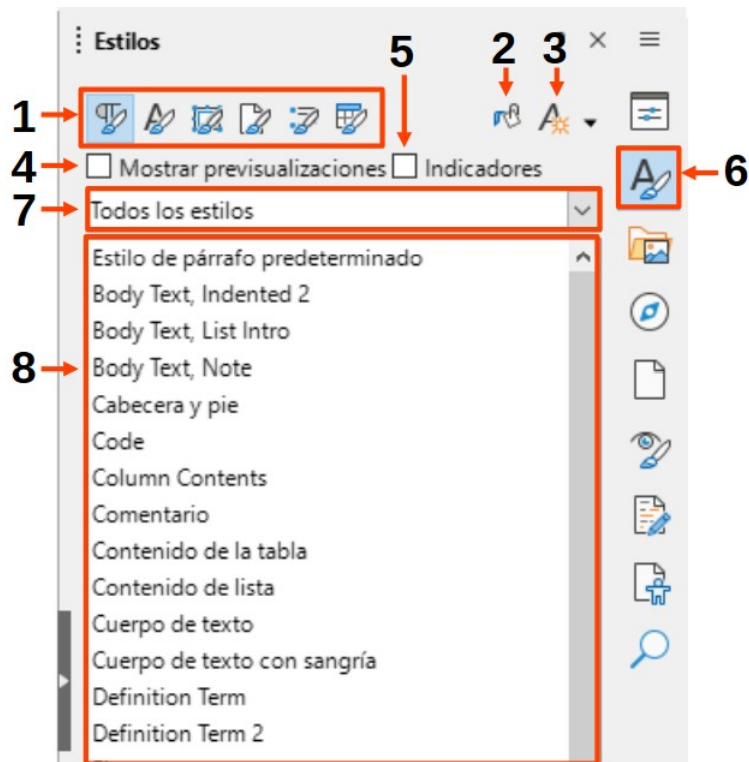 Estilos
5
2
3
1
4
Mostrar previsualizaciones
Indicadores
6
7
Todos los estilos
Estilo de párrafo predeterminado
Body Text, Indented 2
Body Text, List Intro
8
Body Text, Note
Cabecera y pie
Code
Column Contents
Comentario
Contenido de la tabla
Contenido de lista
Cuerpo de texto
Cuerpo de texto con sangría
Definition Term
Definition Term 2